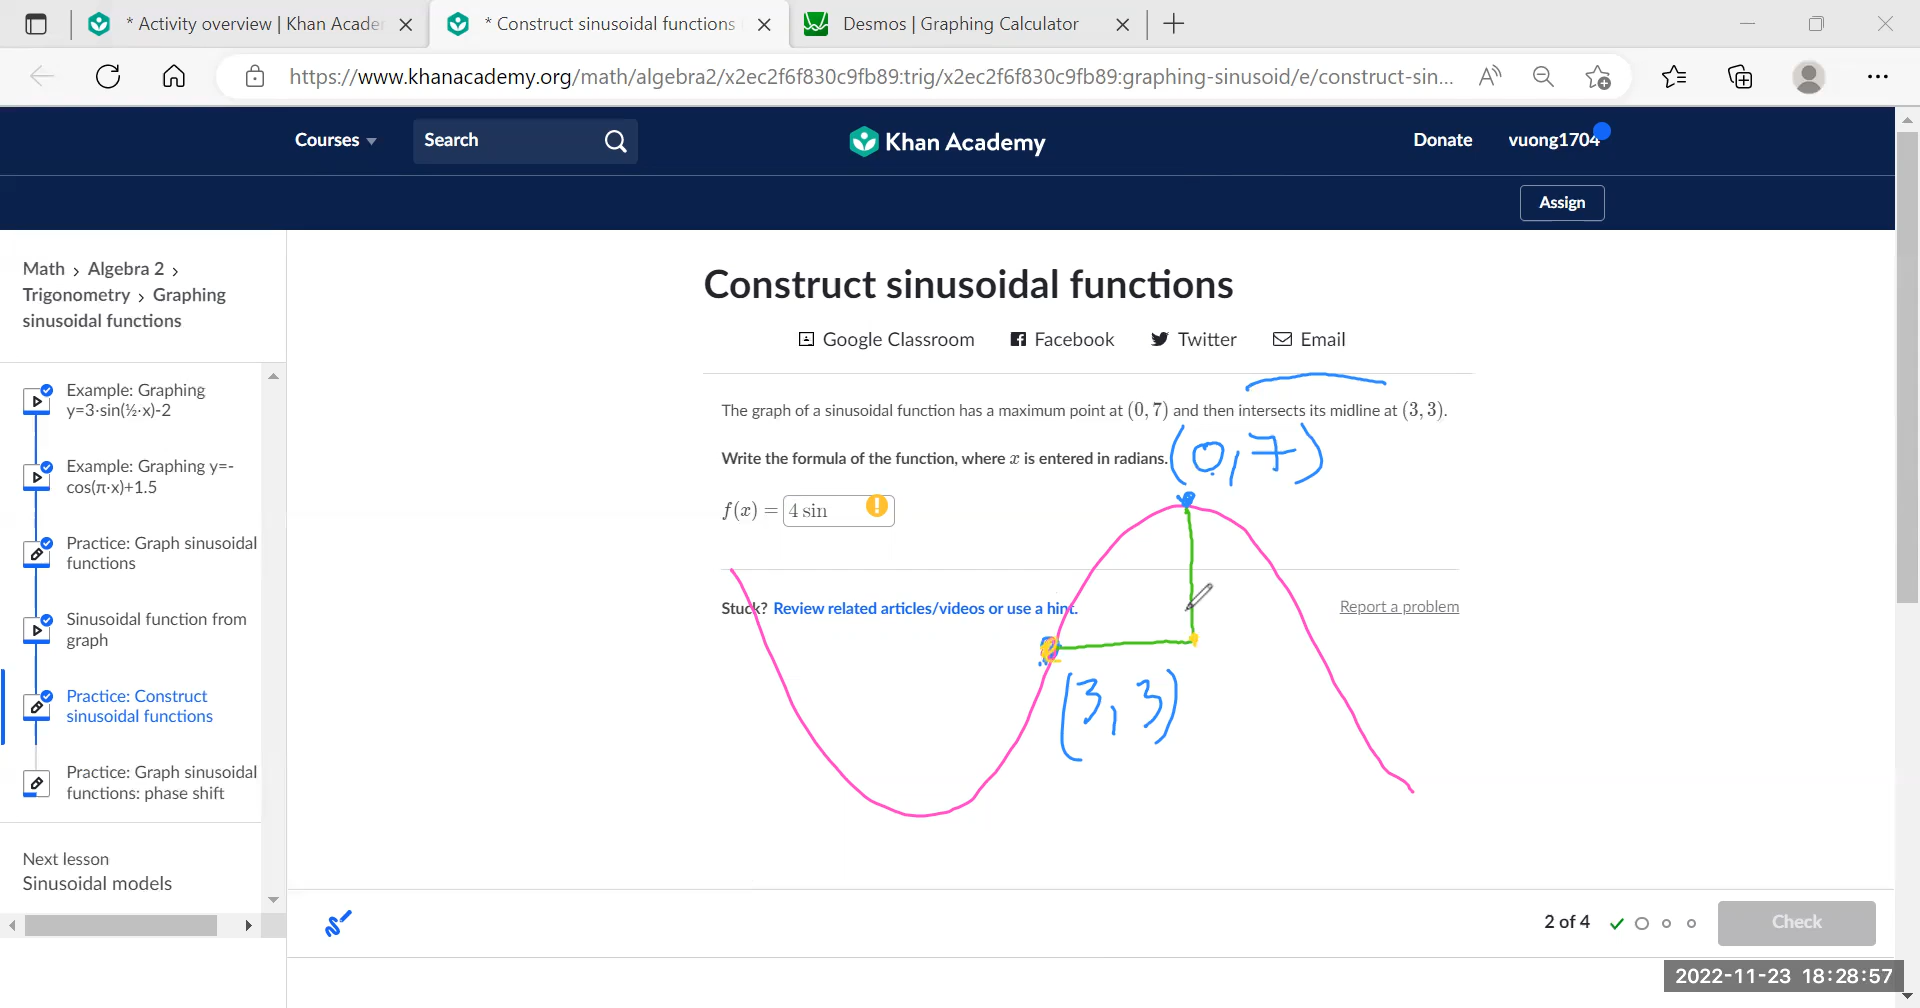 * Activity overview | Khan Acade
* Construct sinusoidal functions
Desmos | Graphing Calculator
https://www.khanacademy.org/math/algebra2/x2ec2f6f830c9fb89:trig/x2ec2f6f830c9fb89:graphing-sinusoid/e/construct-sin...
Courses
Search
Khan Academy
Donate
vuong1704
Assign
Math › Algebra 2 ›
Trigonometry › Graphing
sinusoidal functions
Example: Graphing
y=3·sin(½·x)-2
Example: Graphing y=-
cos(π·x)+1.5
Practice: Graph sinusoidal
functions
Sinusoidal function from
graph
Practice: Construct
sinusoidal functions
Practice: Graph sinusoidal
functions: phase shift
Next lesson
Sinusoidal models
Construct sinusoidal functions
Google Classroom
Facebook
Twitter
Email
The graph of a sinusoidal function has a maximum point at (0, 7) and then intersects its midline at (3, 3).
Write the formula of the function, where x is entered in radians.
(0,7)
f(x) = 4 sin
Stuck? Review related articles/videos or use a hint.
Report a problem
(3, 3)
2 of 4
Check
2022-11-23 18:28:57